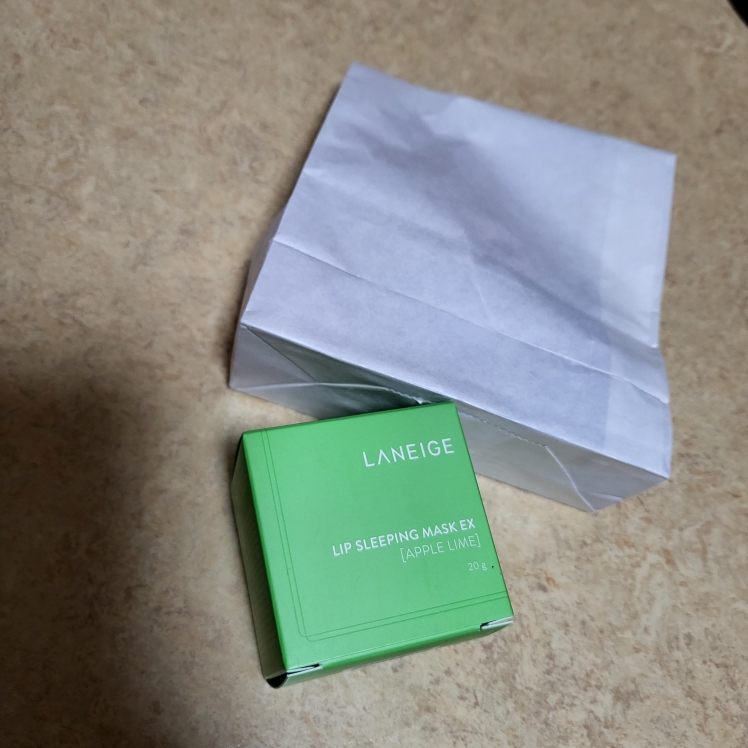 LANEIGE
LIP SLEEPING MASK EX
[APPLE LIME]
20 g